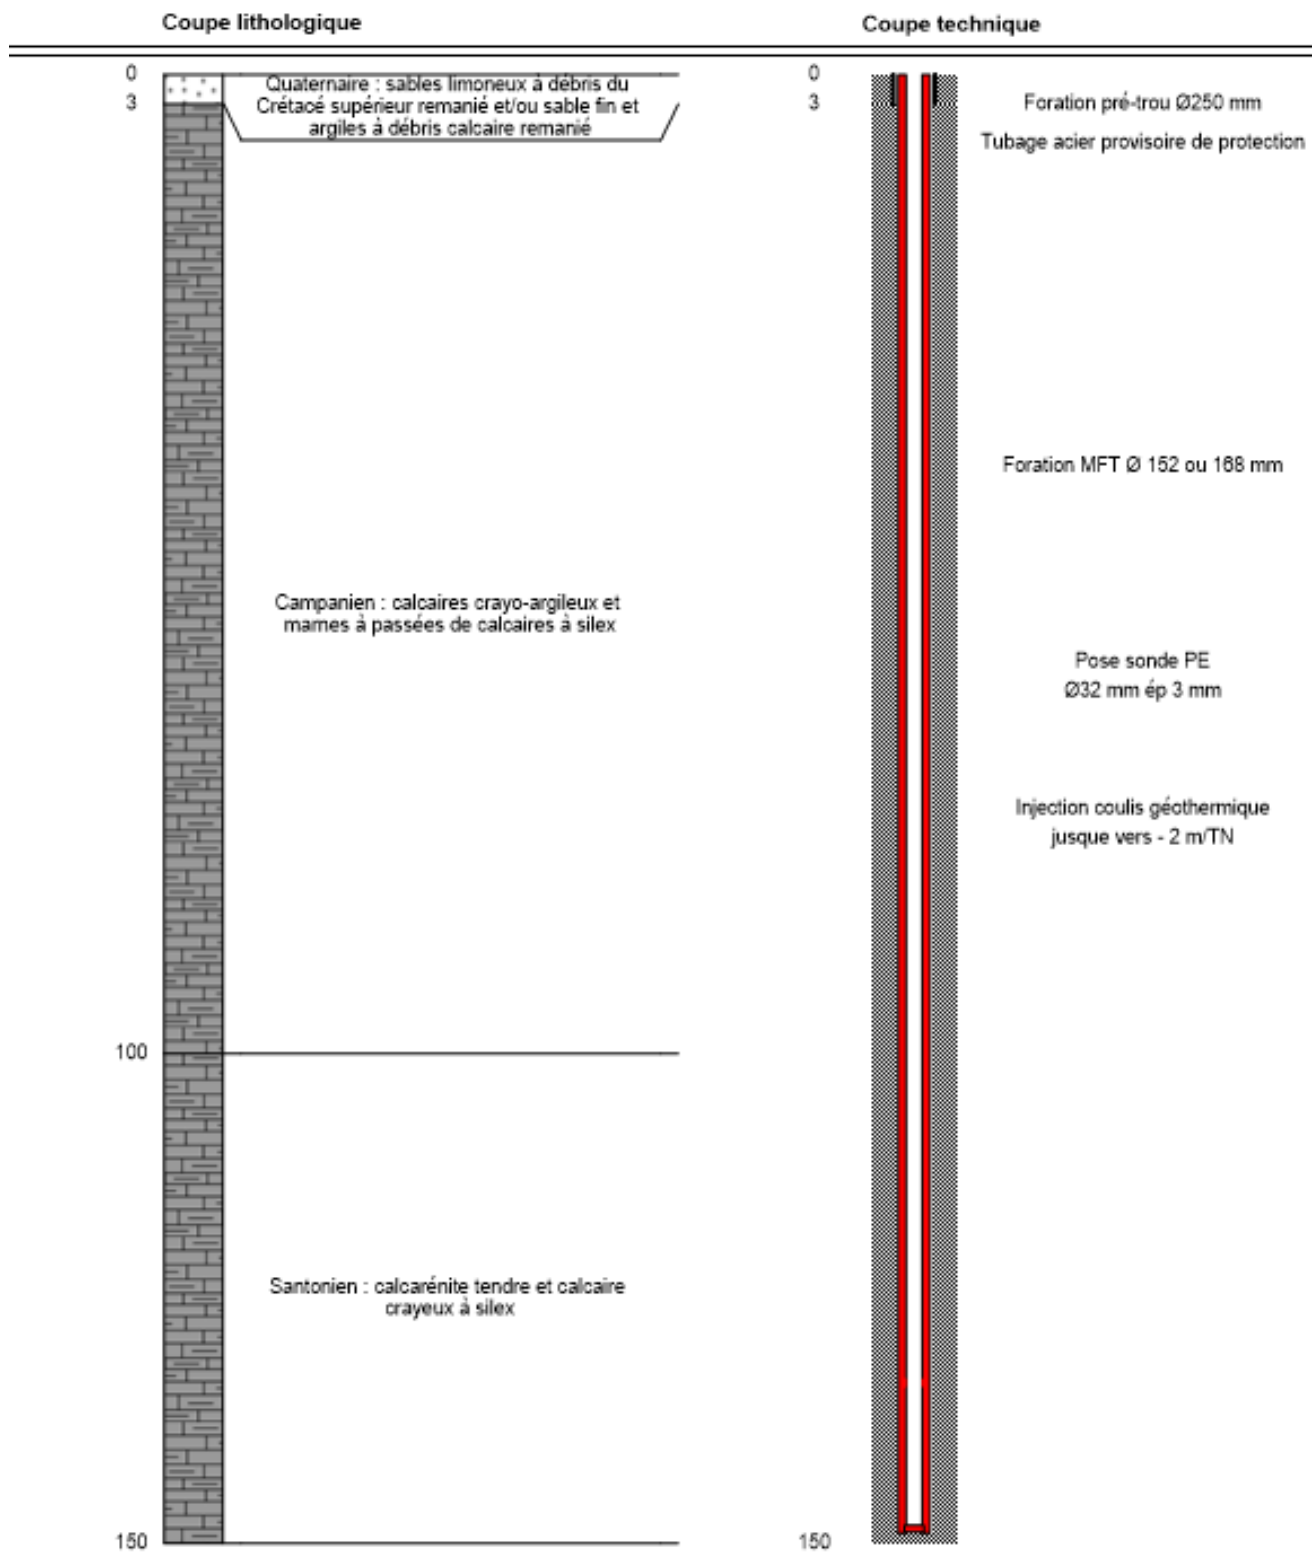 Coupe lithologique
Coupe technique
0
3
Quaternaire : sables limoneux à débris du
Crétacé supérieur remanié et/ou sable fin et
argiles à débris calcaire remanié
0
3
Foration pré-trou Ø250 mm
Tubage acier provisoire de protection
Foration MFT Ø 152 ou 168 mm
Campanien : calcaires crayo-argileux et
marnes à passées de calcaires à silex
Pose sonde PE
Ø32 mm ép 3 mm
Injection coulis géothermique
jusque vers - 2 m/TN
100
Santonien : calcarénite tendre et calcaire
crayeux à silex
150
150